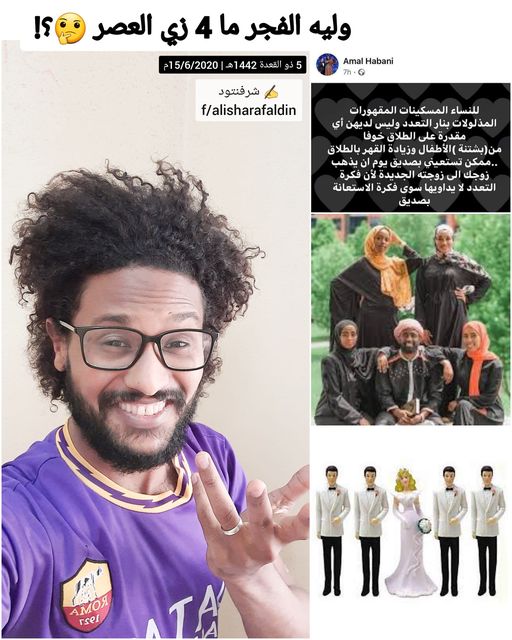 وليه الفجر ما 4 زي العصر 🤔؟!
5 ذو القعدة 1442هـ | 15/6/2020م
✍️ شرفنتود
f/alisharafaldin
Amal Habani
7h ·
للنساء المسكينات المقهورات
المذلولات بنار التعدد وليس لديهن أي
مقدرة على الطلاق خوفا
من(بشتنة )الأطفال وزيادة القهر بالطلاق
..ممكن تستعيني بصديق يوم ان يذهب
زوجك الى زوجته الجديدة لأن فكرة
التعدد لا يداويها سوى فكرة الاستعانة
بصديق
ROMA
1927